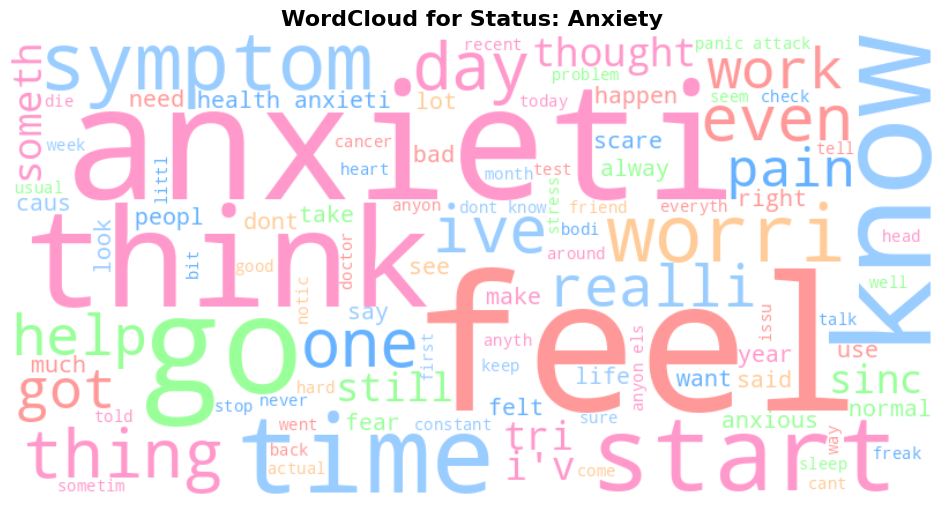 WordCloud for Status: Anxiety
symptom
day
recent
thought
panic attack
know
someth
die
need
health anxieti
lot
today
problem
happen
work
seem
check
even
anxieti
week
cancer
bad
scare
tell
usual
littl
heart
month
test
alway
pain
caus
peopl
dont
take
anyon
dont know
stress
friend
everyth
right
think
look
bit
good
doctor
see
ive
bodi
around
worri
head
notic
say
make
realli
well
help
go
one
first
anyth
feel
issu
talk
much
hard
still
keep
life
anyon els
want
year
said
use
sinc
got
told
stop
never
fear
felt
constant
sure
anxious
normal
thing
sometim
went
back
actual
time
tri
i'v
come
start
way
sleep
cant
freak